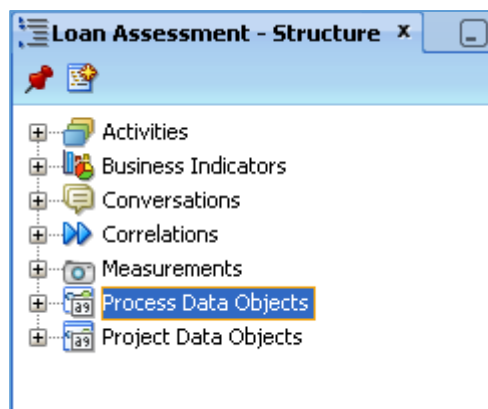 Loan Assessment - Structure
Activities
Business Indicators
Conversations
Correlations
Measurements
Process Data Objects
Project Data Objects